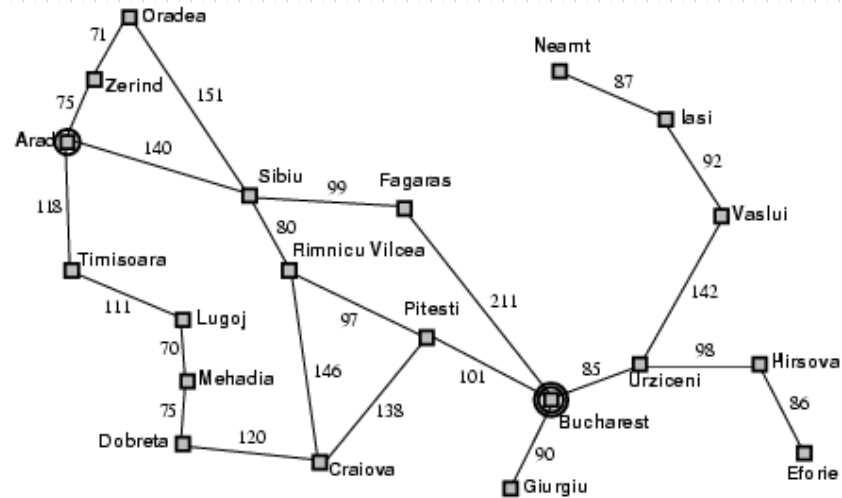 Oradea
71
Neamt
Zerind
87
75
151
Iasi
Arad
140
92
Sibiu
99
Fagaras
118
80
Vaslui
Timisoara
Rimnicu Vilcea
142
111
211
Lugoj
97
Pitesti
70
98
Hirsova
146
101
85
Urziceni
Mehadia
138
86
75
Bucharest
120
Dobreta
90
Craiova
Eforie
Giurgiu